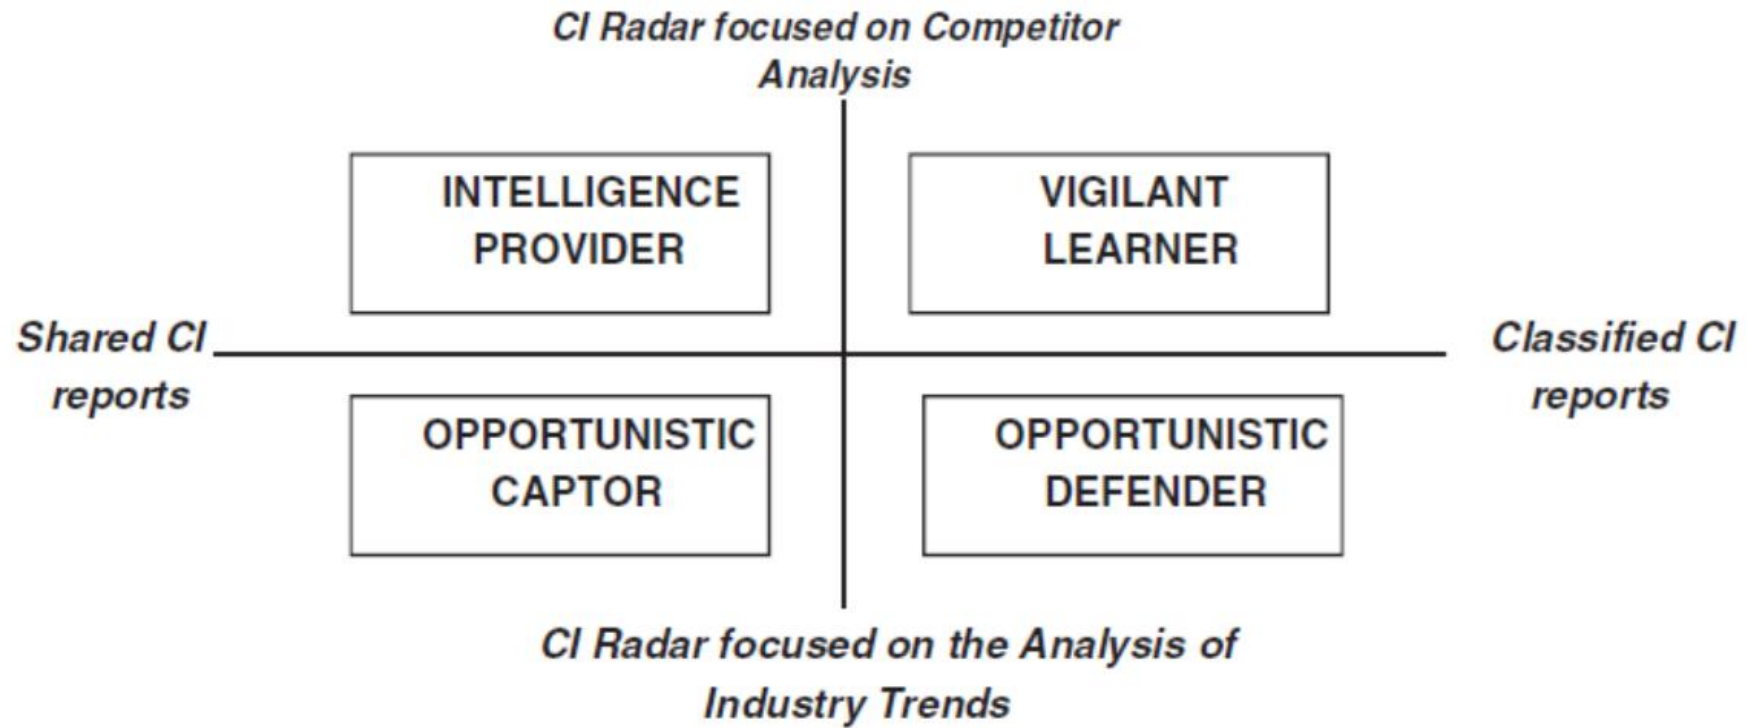 CI Radar focused on Competitor
Analysis
INTELLIGENCE
PROVIDER
VIGILANT
LEARNER
Shared CI
reports
Classified CI
reports
OPPORTUNISTIC
CAPTOR
OPPORTUNISTIC
DEFENDER
CI Radar focused on the Analysis of
Industry Trends